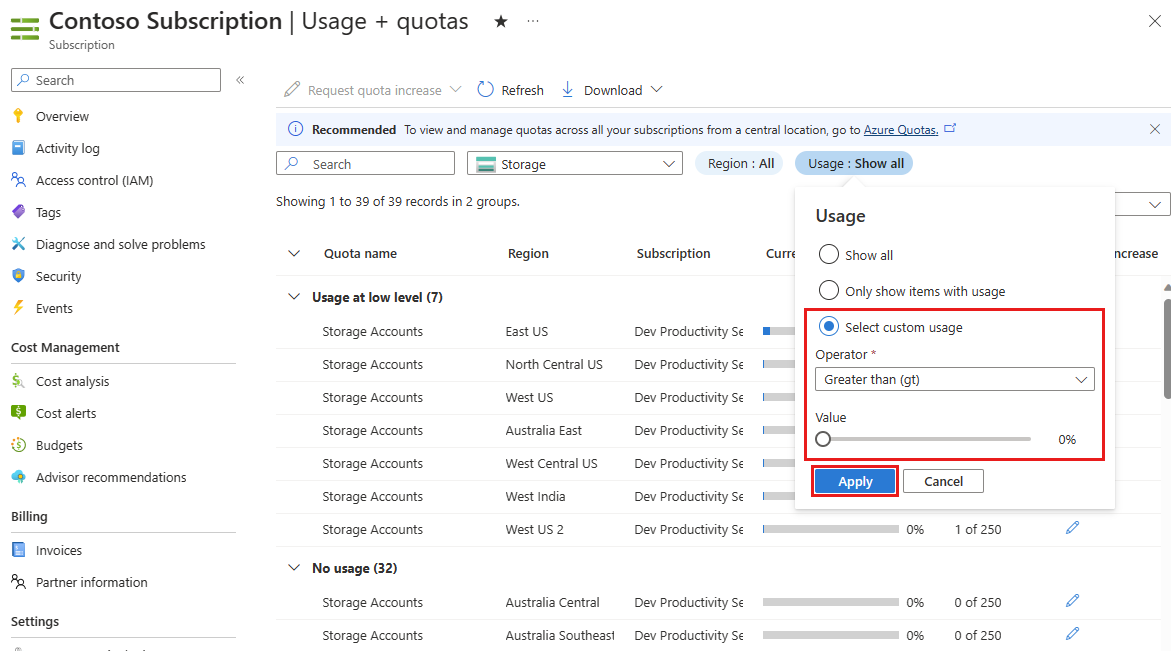 Contoso Subscription | Usage + quotas ★ ...
Subscription
Search
«
Overview
Activity log
Access control (IAM)
Tags
Diagnose and solve problems
Security
Events
Cost Management
Cost analysis
Cost alerts
Budgets
Advisor recommendations
Billing
Invoices
Partner information
Settings
Request quota increase
Refresh
Download
Recommended To view and manage quotas across all your subscriptions from a central location, go to Azure Quotas.
Search
Storage
Region : All
Usage : Show all
Showing 1 to 39 of 39 records in 2 groups.
Quota name Region Subscription Curre ncrease
Usage at low level (7)
Storage Accounts East US Dev Productivity Se
Storage Accounts North Central US Dev Productivity Se
Storage Accounts West US Dev Productivity Se
Storage Accounts Australia East Dev Productivity Se
Storage Accounts West Central US Dev Productivity Se
Storage Accounts West India Dev Productivity Se
Storage Accounts West US 2 Dev Productivity Se 0% 1 of 250
No usage (32)
Storage Accounts Australia Central Dev Productivity Se 0% 0 of 250
Storage Accounts Australia Southeast Dev Productivity Se 0% 0 of 250
Usage
Show all
Only show items with usage
Select custom usage
Operator *
Greater than (gt)
Value
0%
Apply
Cancel